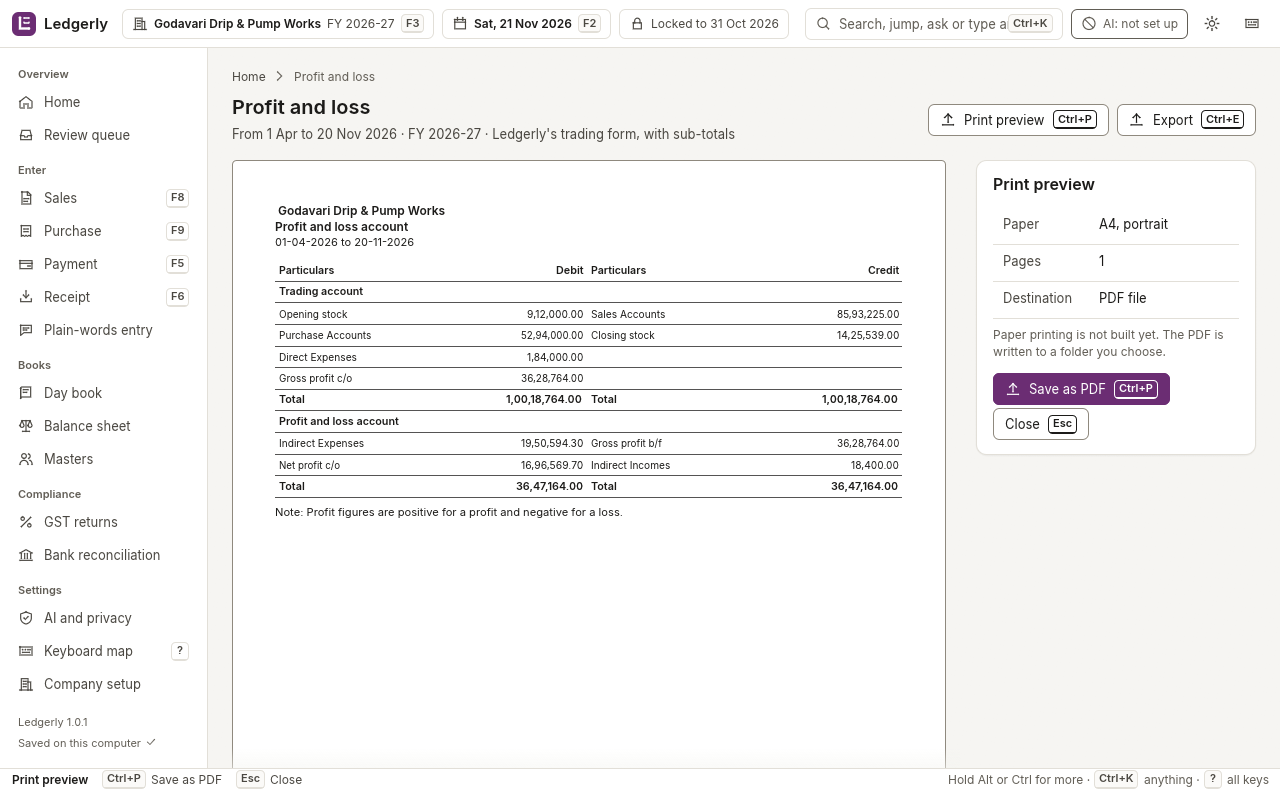 Ledgerly
Godavari Drip & Pump Works FY 2026-27 F3
Sat, 21 Nov 2026 F2
Locked to 31 Oct 2026
Search, jump, ask or type a Ctrl+K
AI: not set up
Overview
Home
Review queue
Enter
Sales F8
Purchase F9
Payment F5
Receipt F6
Plain-words entry
Books
Day book
Balance sheet
Masters
Compliance
GST returns
Bank reconciliation
Settings
AI and privacy
Keyboard map ?
Company setup
Ledgerly 1.0.1
Saved on this computer
Home Profit and loss
Profit and loss
From 1 Apr to 20 Nov 2026 · FY 2026-27 · Ledgerly's trading form, with sub-totals
Print preview Ctrl+P
Export Ctrl+E
Godavari Drip & Pump Works
Profit and loss account
01-04-2026 to 20-11-2026
Particulars Debit Particulars Credit
Trading account
Opening stock 9,12,000.00 Sales Accounts 85,93,225.00
Purchase Accounts 52,94,000.00 Closing stock 14,25,539.00
Direct Expenses 1,84,000.00
Gross profit c/o 36,28,764.00
Total 1,00,18,764.00 Total 1,00,18,764.00
Profit and loss account
Indirect Expenses 19,50,594.30 Gross profit b/f 36,28,764.00
Net profit c/o 16,96,569.70 Indirect Incomes 18,400.00
Total 36,47,164.00 Total 36,47,164.00
Note: Profit figures are positive for a profit and negative for a loss.
Print preview
Paper A4, portrait
Pages 1
Destination PDF file
Paper printing is not built yet. The PDF is
written to a folder you choose.
Save as PDF Ctrl+P
Close Esc
Print preview Ctrl+P Save as PDF Esc Close
Hold Alt or Ctrl for more · Ctrl+K anything · ? all keys